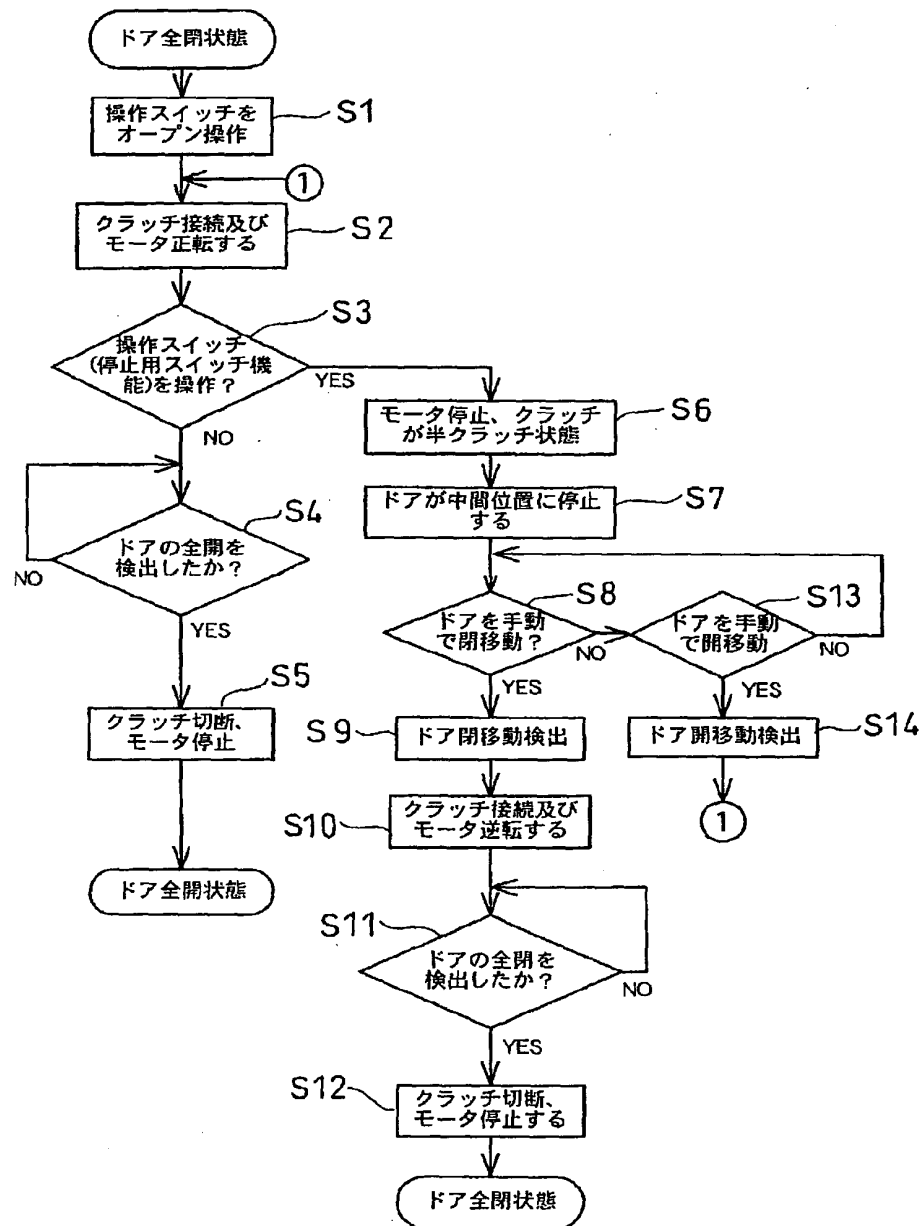 ドア全閉状態
操作スイッチを
オープン操作
S1
1
クラッチ接続及び
モータ正転する
S2
操作スイッチ
(停止用スイッチ機
能)を操作？
S3
YES
NO
ドアの全開を
検出したか？
S4
NO
YES
クラッチ切断、
モータ停止
S5
ドア全開状態
モータ停止、クラッチ
が半クラッチ状態
S6
ドアが中間位置に停止
する
S7
ドアを手動
で閉移動？
S8
NO
YES
ドアを手動
で開移動
S13
NO
YES
ドア閉移動検出
S9
ドア開移動検出
S14
1
クラッチ接続及び
モータ逆転する
S10
ドアの全閉を
検出したか？
S11
NO
YES
クラッチ切断、
モータ停止する
S12
ドア全閉状態